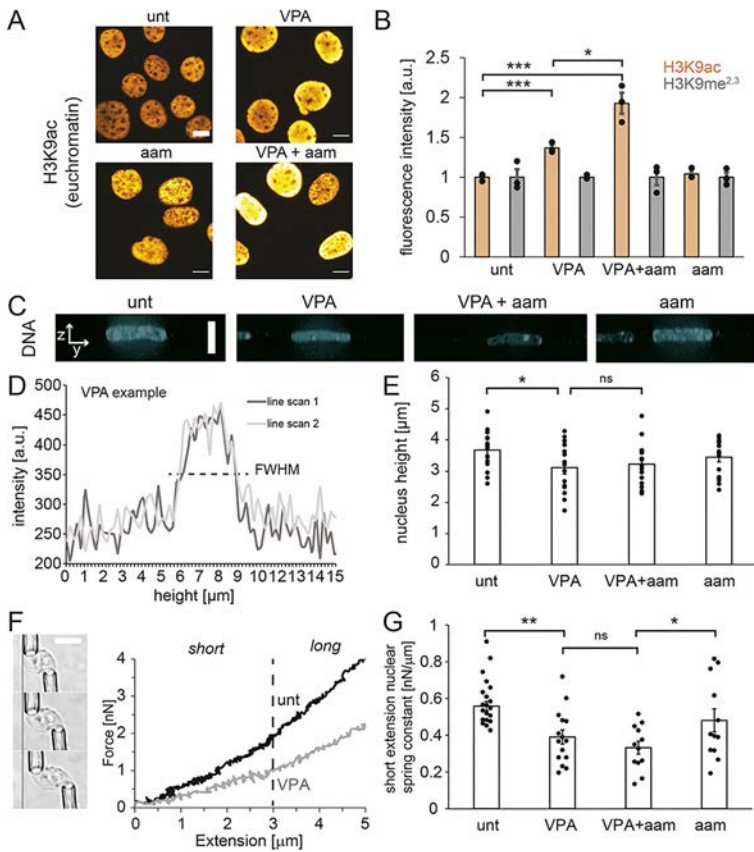 A
unt
VPA
H3K9ac
(euchromatin)
aam
VPA + aam
B
fluorescence intensity [a.u.]
2.5
2
1.5
1
0.5
0
***
***
*
H3K9ac
H3K9me2,3
unt
VPA
VPA+aam
aam
C
unt
VPA
VPA + aam
aam
DNA
z
y
D
VPA example
line scan 1
line scan 2
FWHM
intensity [a.u.]
500
450
400
350
300
250
200
0 1 2 3 4 5 6 7 8 9 10 11 12 13 14 15
height [µm]
E
nucleus height [µm]
6
5
4
3
2
1
0
*
ns
unt
VPA
VPA+aam
aam
F
short
long
Force [nN]
4
3
2
1
0
unt
VPA
0 1 2 3 4 5
Extension [µm]
G
short extension nuclear
spring constant [nN/µm]
1
0.8
0.6
0.4
0.2
0
**
ns
*
unt
VPA
VPA+aam
aam